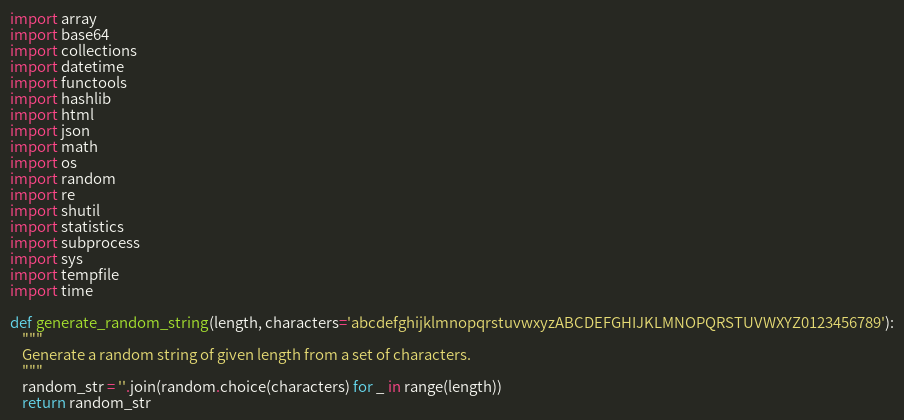 import array
import base64
import collections
import datetime
import functools
import hashlib
import html
import json
import math
import os
import random
import re
import shutil
import statistics
import subprocess
import sys
import tempfile
import time

def generate_random_string(length, characters='abcdefghijklmnopqrstuvwxyzABCDEFGHIJKLMNOPQRSTUVWXYZ0123456789'):
    """
    Generate a random string of given length from a set of characters.
    """
    random_str = ''.join(random.choice(characters) for _ in range(length))
    return random_str